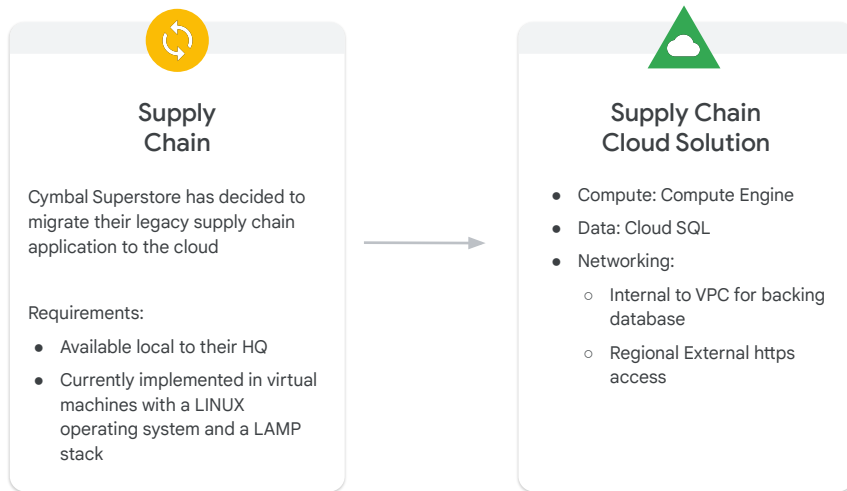 Supply
Chain
Cymbal Superstore has decided to
migrate their legacy supply chain
application to the cloud
Requirements:
● Available local to their HQ
● Currently implemented in virtual
machines with a LINUX
operating system and a LAMP
stack
Supply Chain
Cloud Solution
● Compute: Compute Engine
● Data: Cloud SQL
● Networking:
○ Internal to VPC for backing
database
○ Regional External https
access